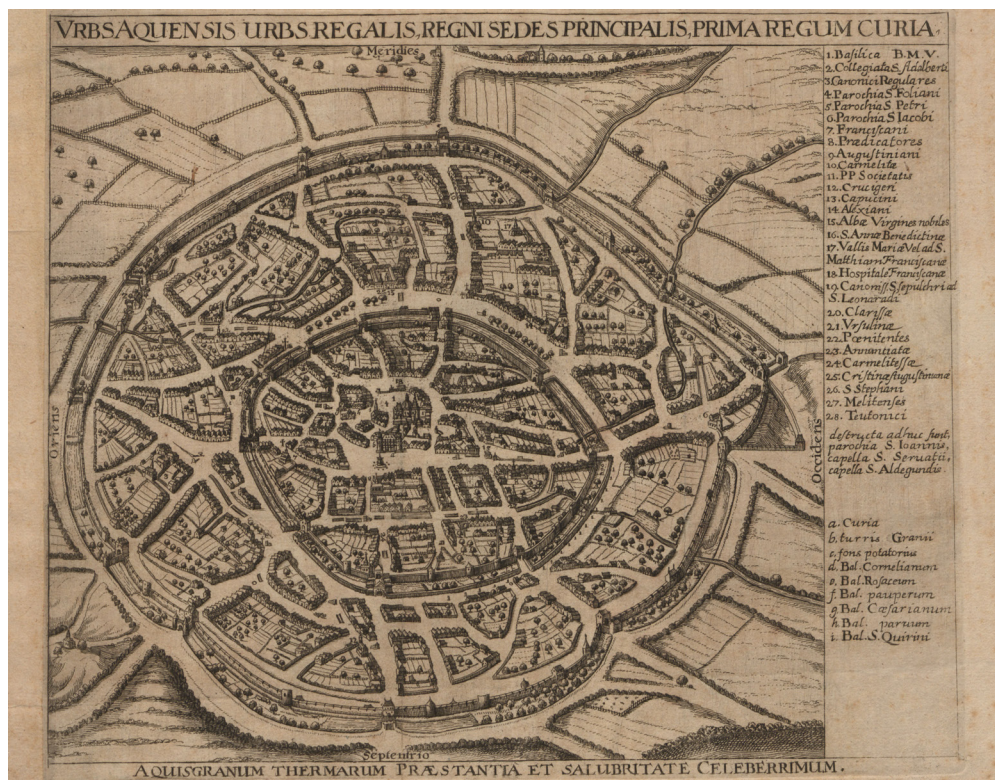 VRBS AQUENSIS URBS REGALIS, REGNI SEDES PRINCIPALIS, PRIMA REGUM CURIA.
Meridies
Oriens
Occidens
Septentrio
1. Basilica B.M.V.
2. Collegiata S. Adalberti
3. Canonici Regulares
4. Parochia S. Foliani
5. Parochia S. Petri
6. Parochia S Iacobi
7. Franciscani
8. Prædicatores
9. Augustiniani
10. Carmelitæ
11. PP Societatis
12. Crucigeri
13. Capucini
14. Alexiani
15. Albæ Virgines nobiles
16. S. Annæ Benedictinæ
17. Vallis Mariæ Vel ad S.
Matthiam Franciscanæ
18. Hospitale Franciscanæ
19. Canoniss. S sepulchri ad
S. Leonardi
20. Clarissæ
21. Vrsulinæ
22. Pœnitentes
23. Annuntiatæ
24. Carmelitessæ
25. Cristinæ Augustinianæ
26. S Stephani
27. Melitenses
28. Teutonici
destructa adhuc sunt,
parochia S. Ioannis,
capella S. Seruatii,
capella S. Aldegundis.
a. Curia
b. turris Granii
c. fons potatorius
d. Bal. Cornelianum
e. Bal. Rosaceum
f. Bal. pauperum
g. Bal. Cæsarianum
h. Bal. paruum
i. Bal. S. Quirini
AQUISGRANUM THERMARUM PRÆSTANTIA ET SALUBRITATE CELEBERRIMUM.